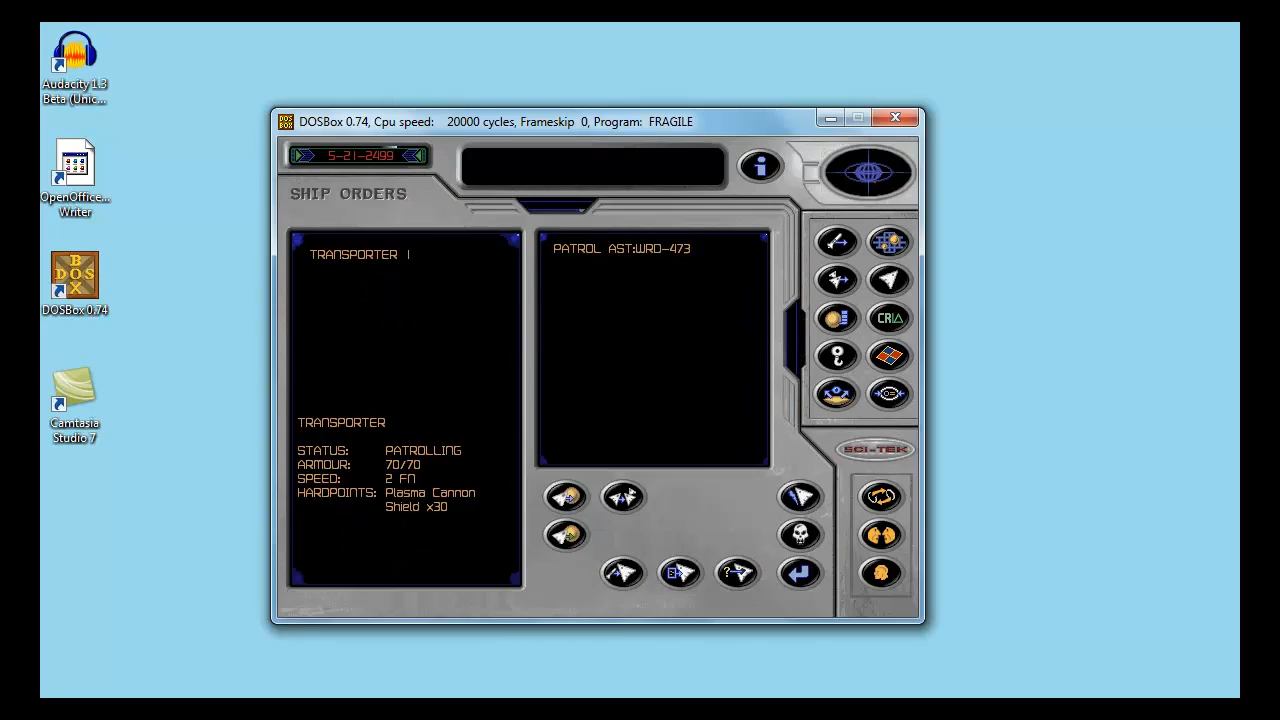 Audacity 1.3
Beta (Unic...
OpenOffice...
Writer
DOSBox 0.74
Camtasia
Studio 7
DOSBox 0.74, Cpu speed: 20000 cycles, Frameskip 0, Program: FRAGILE
5-21-2499
SHIP ORDERS
TRANSPORTER 1
PATROL AST:WRD-473
TRANSPORTER
STATUS: PATROLLING
ARMOUR: 70/70
SPEED: 2 FN
HARDPOINTS: Plasma Cannon
Shield x30
CRIA
SCI-TEK